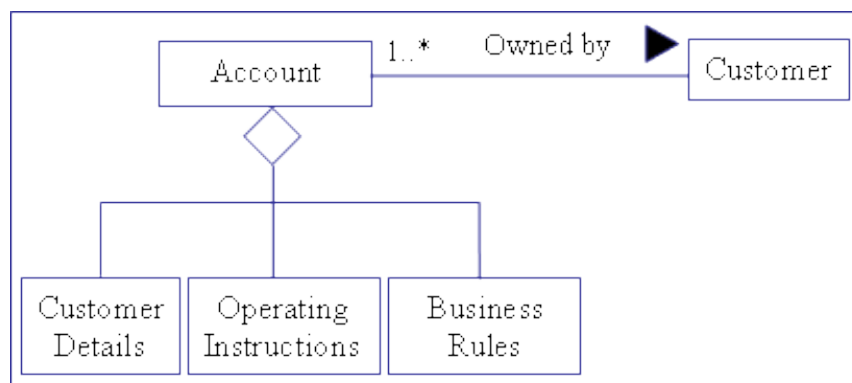 Account
1..*
Owned by
Customer
Customer
Details
Operating
Instructions
Business
Rules